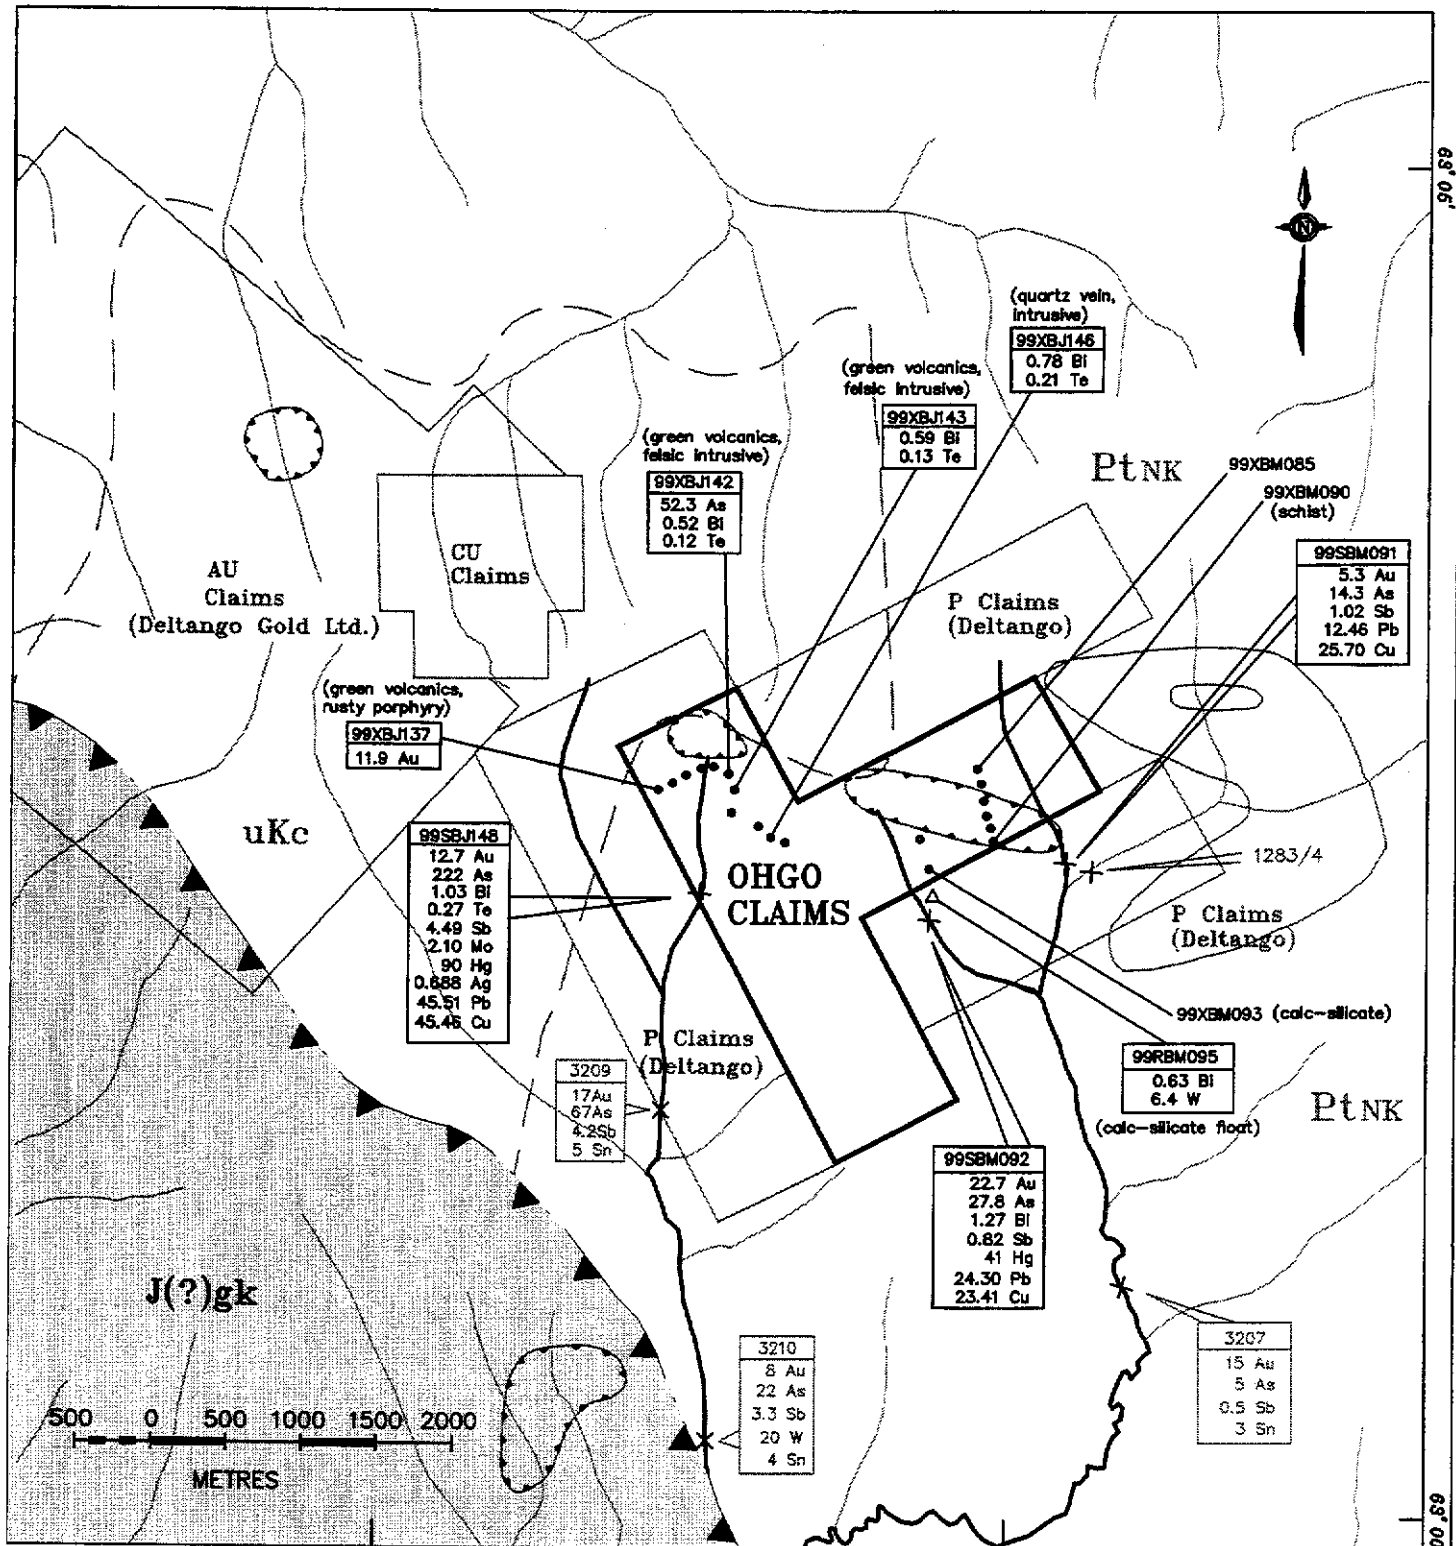 63°06'
N
(quartz vein,
intrusive)
99XBJ146
0.78 Bi
0.21 Te
(green volcanics,
felsic intrusive)
99XBJ143
0.59 Bi
0.13 Te
(green volcanics,
felsic intrusive)
99XBJ142
52.3 As
0.52 Bi
0.12 Te
PtNK
99XBM085
99XBM090
(schist)
99SBM091
5.3 Au
14.3 As
1.02 Sb
12.46 Pb
25.70 Cu
CU
Claims
AU
Claims
(Deltango Gold Ltd.)
P Claims
(Deltango)
(green volcanics,
rusty porphyry)
99XBJ137
11.9 Au
uKc
99SBJ148
12.7 Au
222 As
1.03 Bi
0.27 Te
4.49 Sb
2.10 Mo
90 Hg
0.688 Ag
45.51 Pb
45.46 Cu
OHGO
CLAIMS
1283/4
P Claims
(Deltango)
99XBM093 (calc-silicate)
99RBM095
0.63 Bi
6.4 W
(calc-silicate float)
P Claims
(Deltango)
3209
17Au
67As
4.2Sb
5 Sn
PtNK
99SBM092
22.7 Au
27.8 As
1.27 Bi
0.82 Sb
41 Hg
24.30 Pb
23.41 Cu
J(?)gk
3210
8 Au
22 As
3.3 Sb
20 W
4 Sn
3207
15 Au
5 As
0.5 Sb
3 Sn
500 0 500 1000 1500 2000
METRES